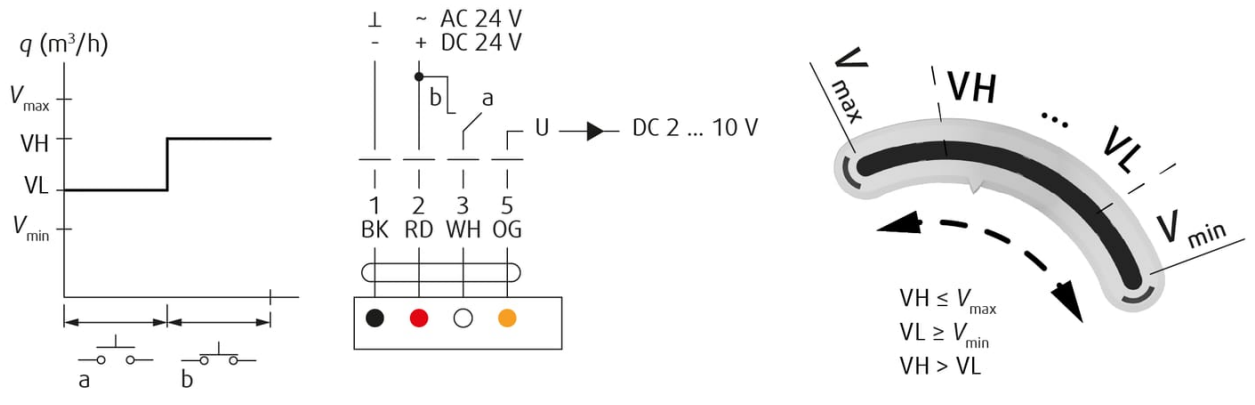 q (m³/h)
Vmax
VH
VL
Vmin
a
b
⊥ ~ AC 24 V
- + DC 24 V
b
a
U
DC 2 ... 10 V
1 2 3 5
BK RD WH OG
Vmax
VH
...
VL
Vmin
VH ≤ Vmax
VL ≥ Vmin
VH > VL